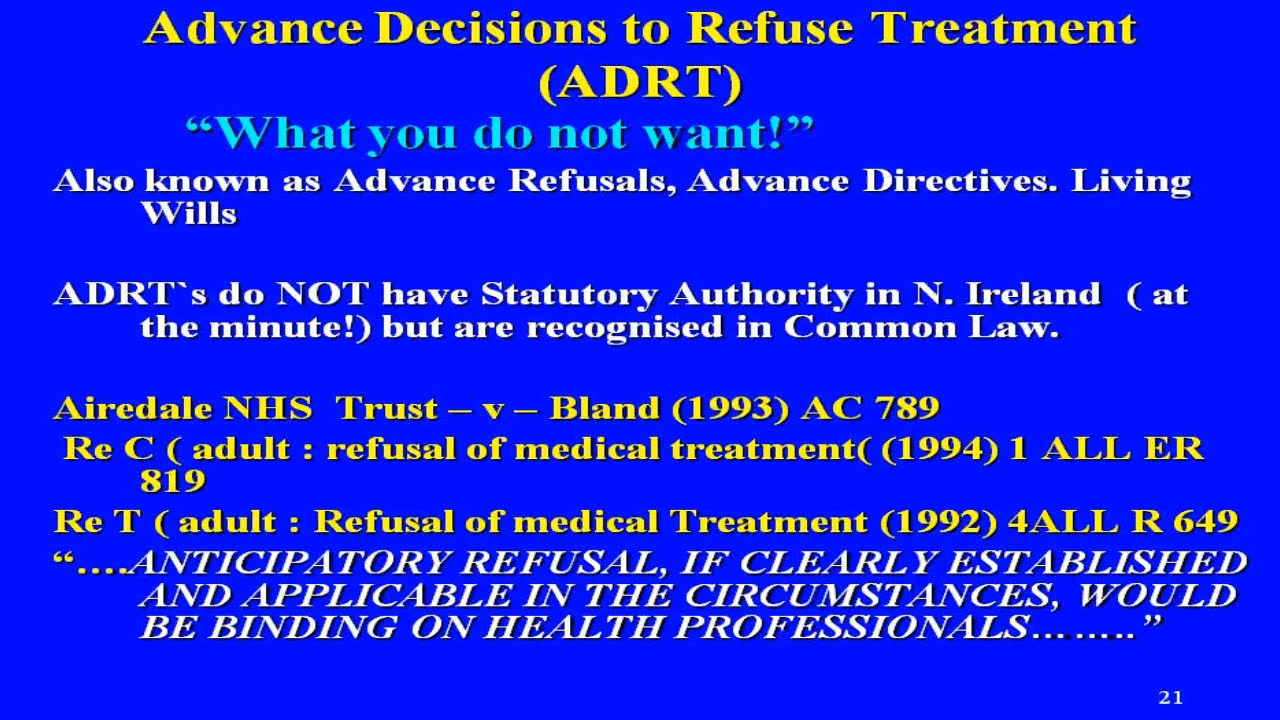 Advance Decisions to Refuse Treatment
(ADRT)
“What you do not want!”
Also known as Advance Refusals, Advance Directives. Living
Wills
ADRT`s do NOT have Statutory Authority in N. Ireland ( at
the minute!) but are recognised in Common Law.
Airedale NHS Trust – v – Bland (1993) AC 789
Re C ( adult : refusal of medical treatment( (1994) 1 ALL ER
819
Re T ( adult : Refusal of medical Treatment (1992) 4ALL R 649
“….ANTICIPATORY REFUSAL, IF CLEARLY ESTABLISHED
AND APPLICABLE IN THE CIRCUMSTANCES, WOULD
BE BINDING ON HEALTH PROFESSIONALS……..”
21